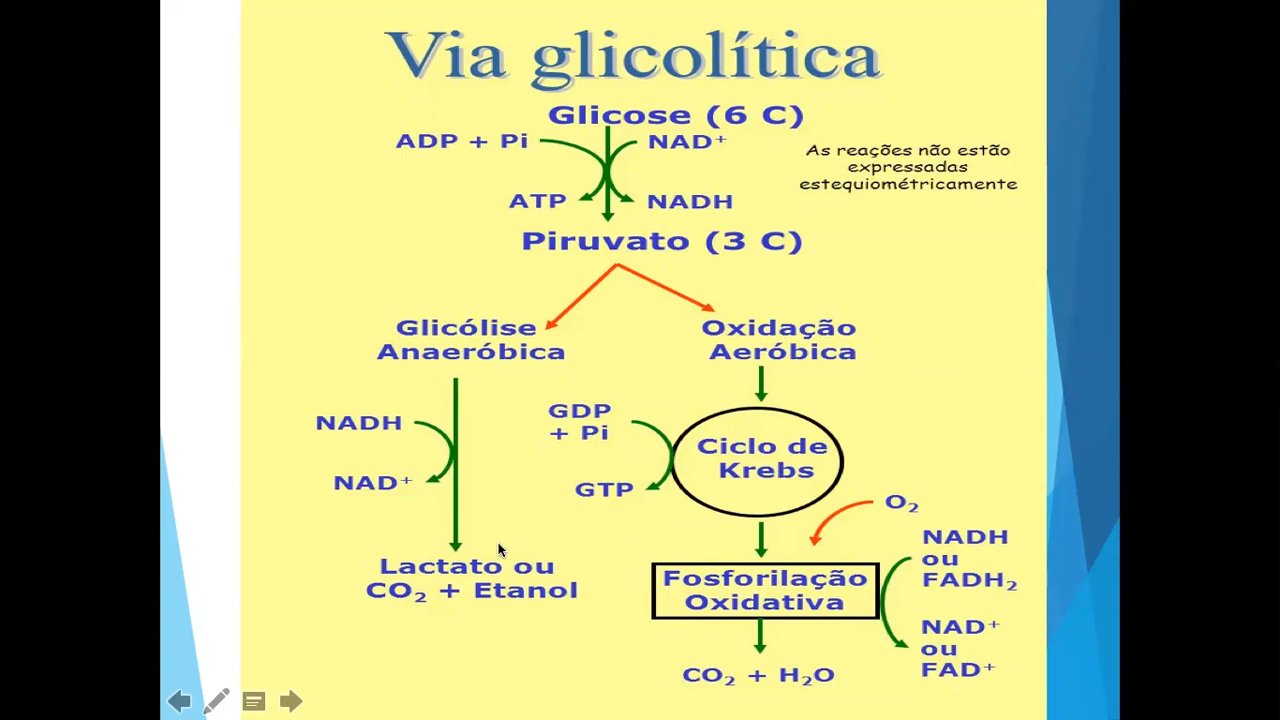 Via glicolítica
Glicose (6 C)
ADP + Pi
NAD⁺
As reações não estão
expressadas
estequiométricamente
ATP
NADH
Piruvato (3 C)
Glicólise
Anaeróbica
Oxidação
Aeróbica
NADH
NAD⁺
GDP
+ Pi
GTP
Ciclo de
Krebs
O₂
Lactato ou
CO₂ + Etanol
Fosforilação
Oxidativa
NADH
ou
FADH₂
NAD⁺
ou
FAD⁺
CO₂ + H₂O